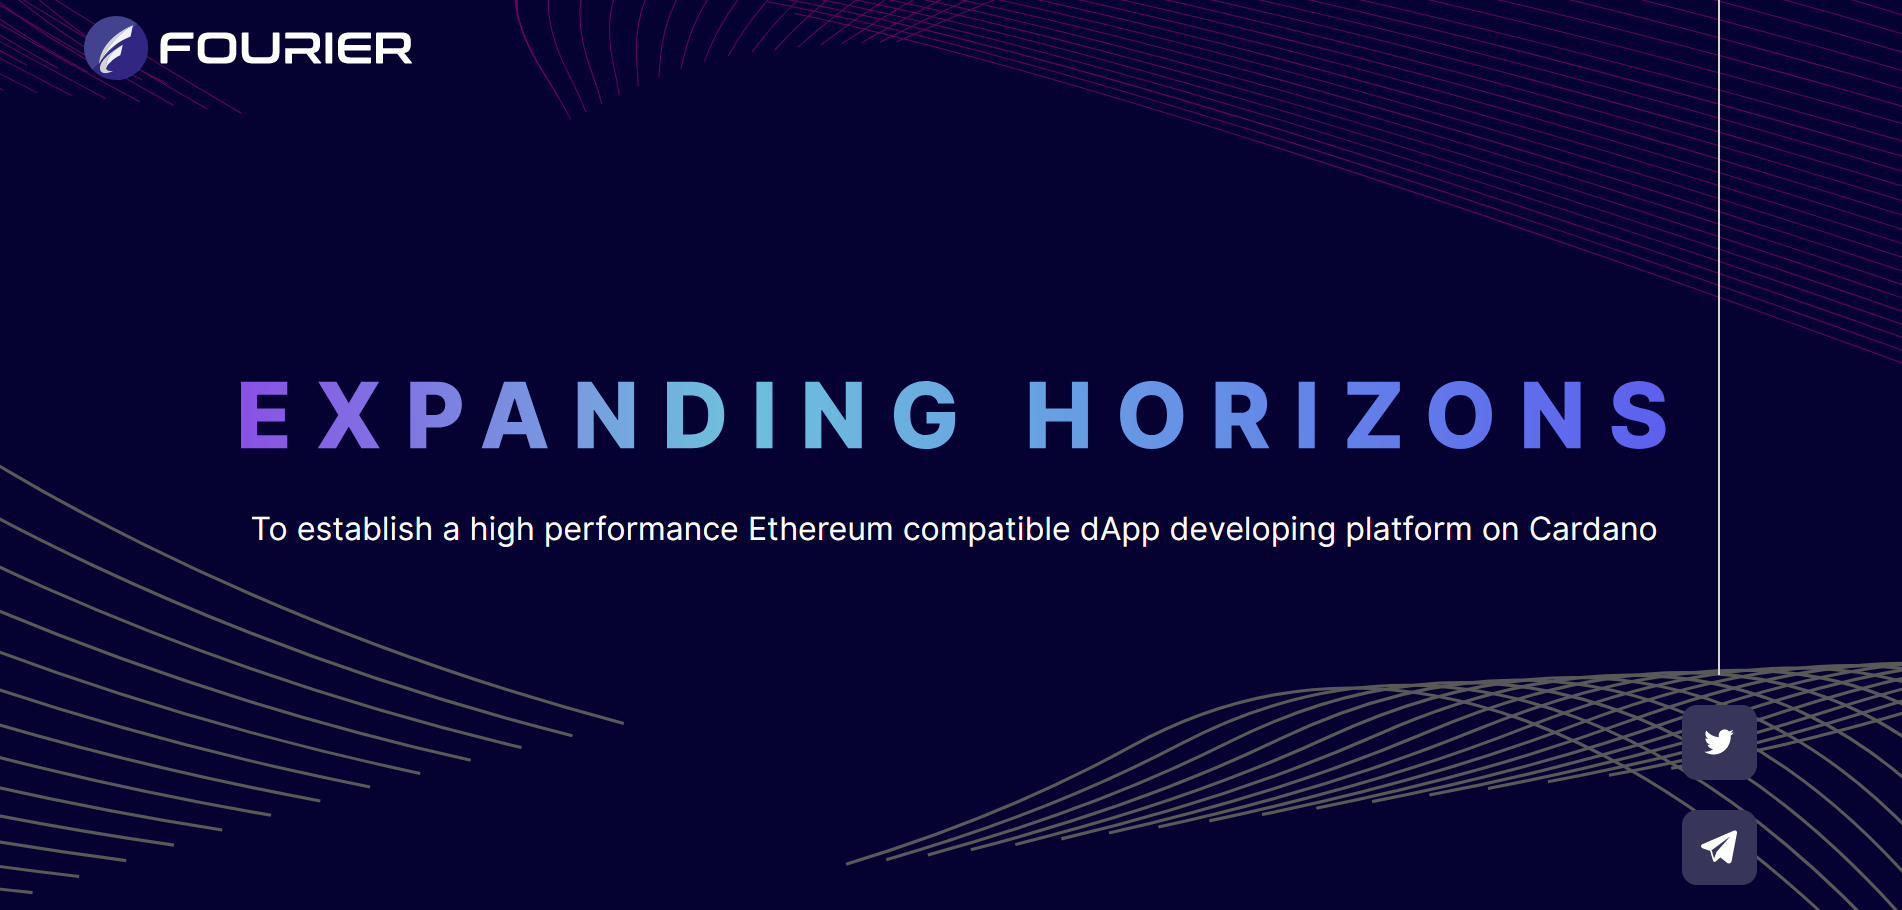 FOURIER
EXPANDING HORIZONS
To establish a high performance Ethereum compatible dApp developing platform on Cardano